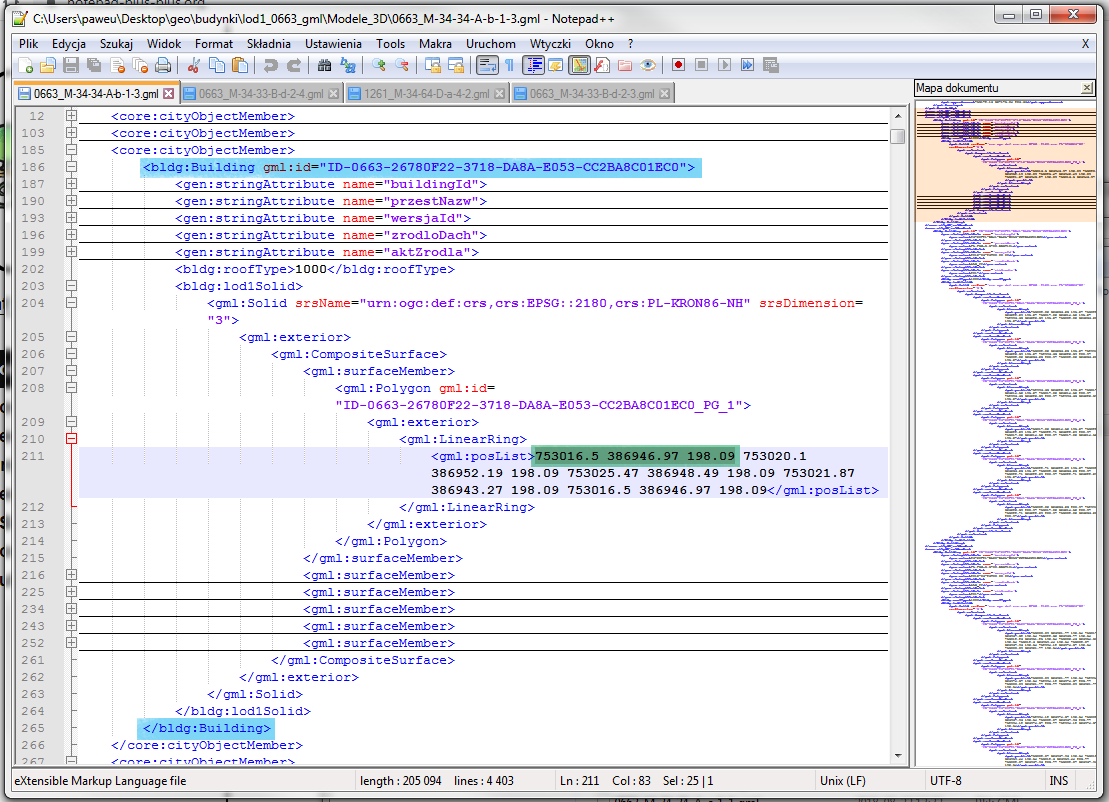 C:\Users\paweu\Desktop\geo\budynki\lod1_0663_gml\Modele_3D\0663_M-34-34-A-b-1-3.gml - Notepad++
Plik Edycja Szukaj Widok Format Składnia Ustawienia Tools Makra Uruchom Wtyczki Okno ? X
0663_M-34-34-A-b-1-3.gml 0663_M-34-33-B-d-2-4.gml 1261_M-34-64-D-a-4-2.gml 0663_M-34-33-B-d-2-3.gml
Mapa dokumentu
12 <core:cityObjectMember>
103 <core:cityObjectMember>
185 <core:cityObjectMember>
186 <bldg:Building gml:id="ID-0663-26780F22-3718-DA8A-E053-CC2BA8C01EC0">
187 <gen:stringAttribute name="buildingId">
190 <gen:stringAttribute name="przestNazw">
193 <gen:stringAttribute name="wersjaId">
196 <gen:stringAttribute name="zrodloDach">
199 <gen:stringAttribute name="aktZrodla">
202 <bldg:roofType>1000</bldg:roofType>
203 <bldg:lod1Solid>
204 <gml:Solid srsName="urn:ogc:def:crs,crs:EPSG::2180,crs:PL-KRON86-NH" srsDimension=
"3">
205 <gml:exterior>
206 <gml:CompositeSurface>
207 <gml:surfaceMember>
208 <gml:Polygon gml:id=
"ID-0663-26780F22-3718-DA8A-E053-CC2BA8C01EC0_PG_1">
209 <gml:exterior>
210 <gml:LinearRing>
211 <gml:posList>753016.5 386946.97 198.09 753020.1
386952.19 198.09 753025.47 386948.49 198.09 753021.87
386943.27 198.09 753016.5 386946.97 198.09</gml:posList>
212 </gml:LinearRing>
213 </gml:exterior>
214 </gml:Polygon>
215 </gml:surfaceMember>
216 <gml:surfaceMember>
225 <gml:surfaceMember>
234 <gml:surfaceMember>
243 <gml:surfaceMember>
252 <gml:surfaceMember>
261 </gml:CompositeSurface>
262 </gml:exterior>
263 </gml:Solid>
264 </bldg:lod1Solid>
265 </bldg:Building>
266 </core:cityObjectMember>
267 <core:cityObjectMember>
eXtensible Markup Language file length : 205 094 lines : 4 403 Ln : 211 Col : 83 Sel : 25 | 1 Unix (LF) UTF-8 INS